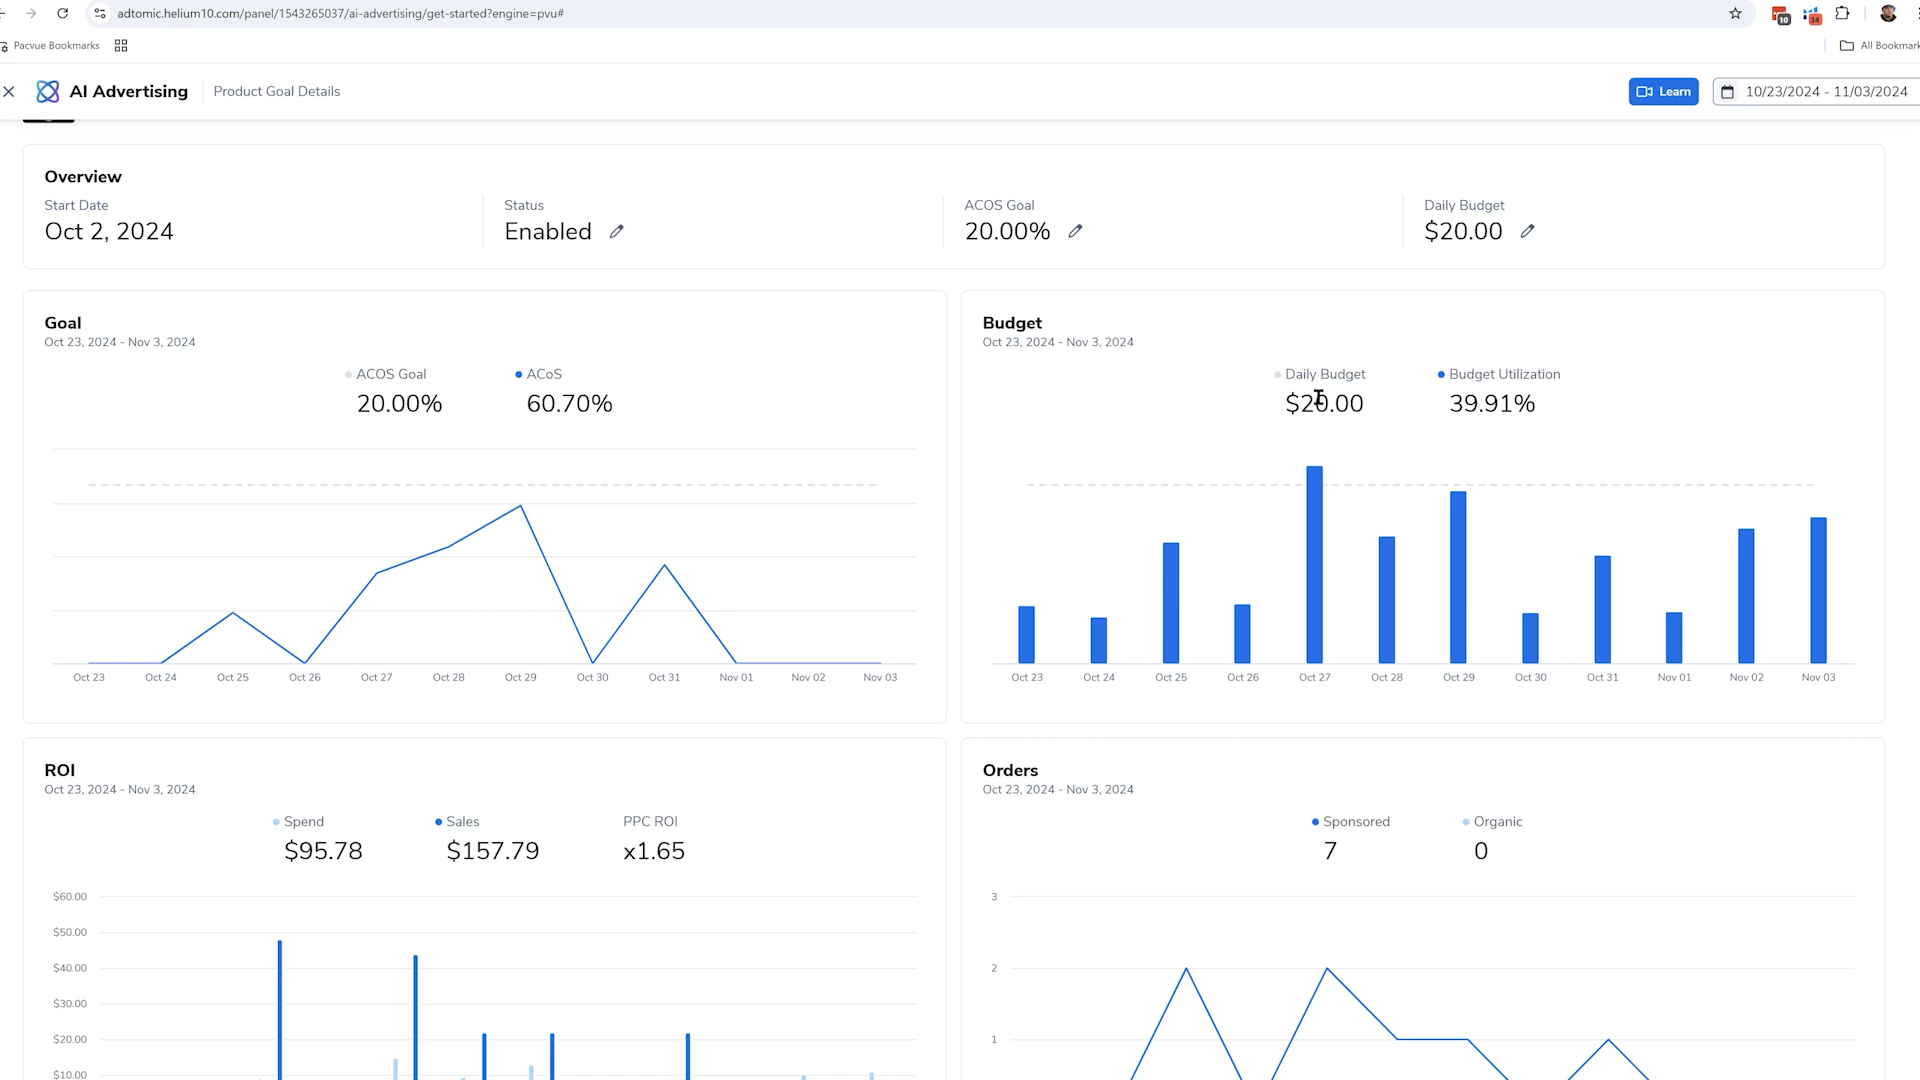 adtomic.helium10.com/panel/1543265037/ai-advertising/get-started?engine=pvu#
10
34
Pacvue Bookmarks
All Bookmark
AI Advertising
Product Goal Details
Learn
10/23/2024 - 11/03/2024
Overview
Start Date
Status
ACOS Goal
Daily Budget
Oct 2, 2024
Enabled
20.00%
$20.00
Goal
Oct 23, 2024 - Nov 3, 2024
ACOS Goal
ACoS
20.00%
60.70%
Oct 23
Oct 24
Oct 25
Oct 26
Oct 27
Oct 28
Oct 29
Oct 30
Oct 31
Nov 01
Nov 02
Nov 03
Budget
Oct 23, 2024 - Nov 3, 2024
Daily Budget
Budget Utilization
$20.00
39.91%
Oct 23
Oct 24
Oct 25
Oct 26
Oct 27
Oct 28
Oct 29
Oct 30
Oct 31
Nov 01
Nov 02
Nov 03
ROI
Oct 23, 2024 - Nov 3, 2024
Spend
Sales
PPC ROI
$95.78
$157.79
x1.65
$60.00
$50.00
$40.00
$30.00
$20.00
$10.00
Orders
Oct 23, 2024 - Nov 3, 2024
Sponsored
Organic
7
0
3
2
1